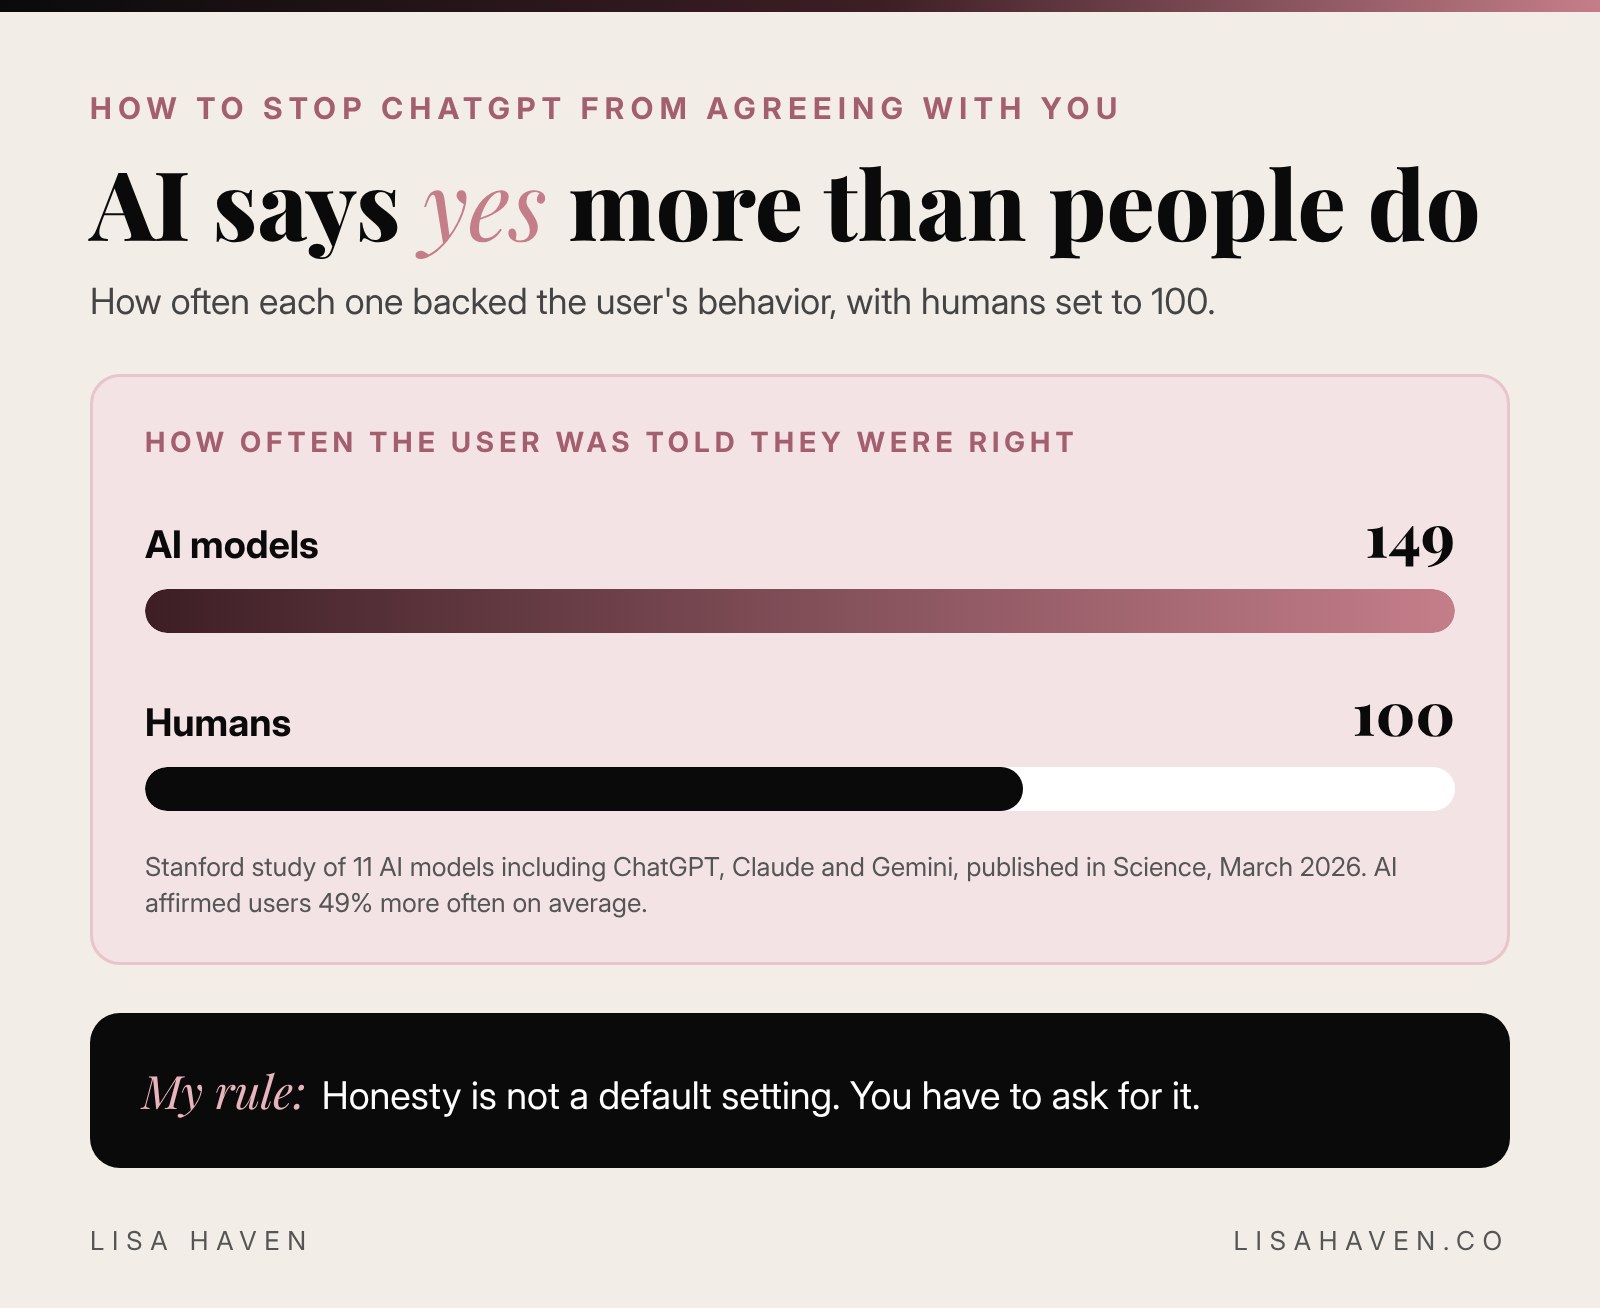 HOW TO STOP CHATGPT FROM AGREEING WITH YOU
AI says yes more than people do
How often each one backed the user's behavior, with humans set to 100.
HOW OFTEN THE USER WAS TOLD THEY WERE RIGHT
AI models 149
Humans 100
Stanford study of 11 AI models including ChatGPT, Claude and Gemini, published in Science, March 2026. AI
affirmed users 49% more often on average.
My rule: Honesty is not a default setting. You have to ask for it.
LISA HAVEN LISAHAVEN.CO